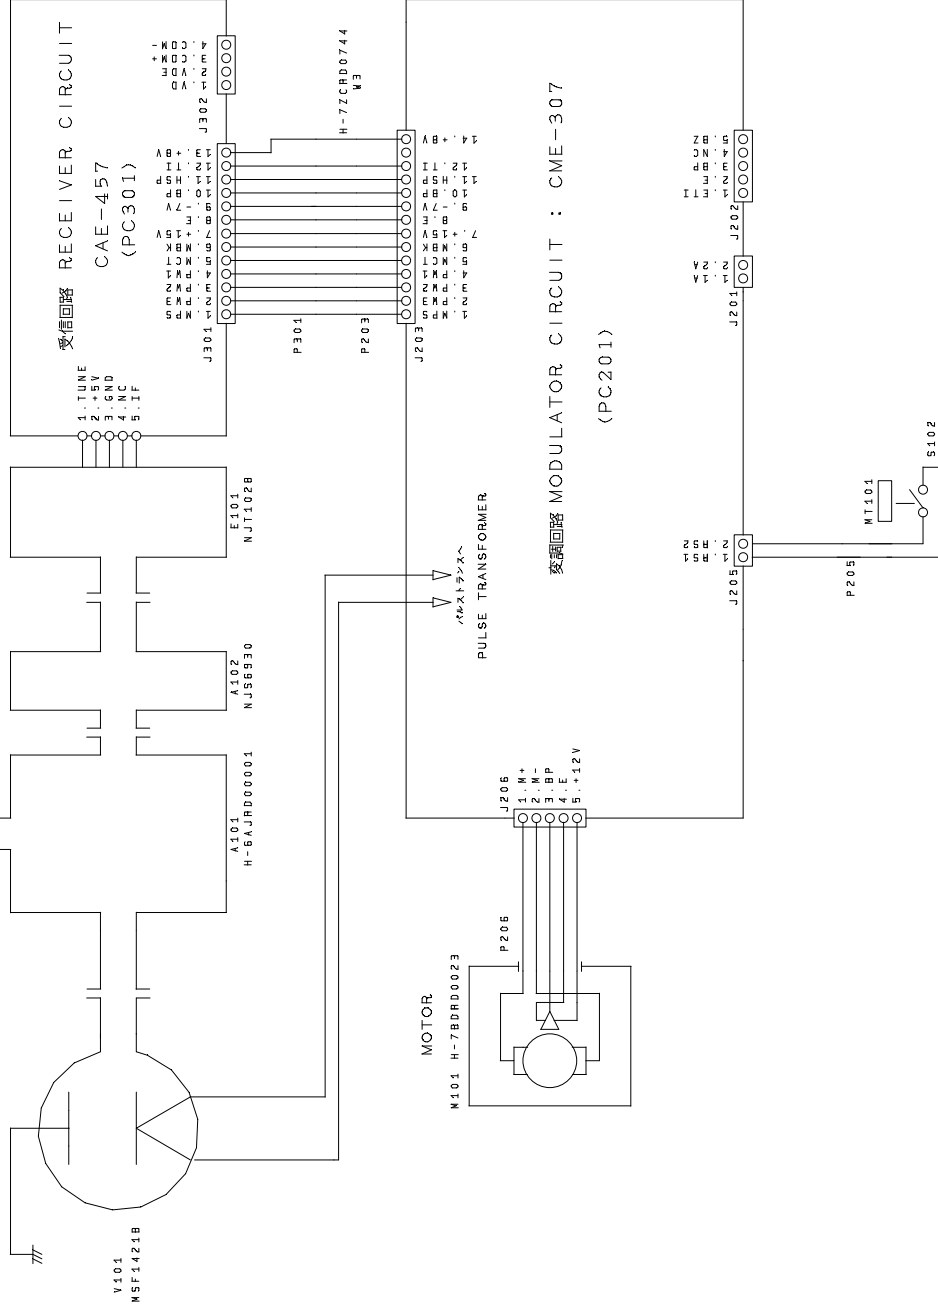 受信回路 RECEIVER CIRCUIT
CAE-457
(PC301)
J302
1. VD
2. VDE
3. COM+
4. COM-
J301
1. MPS
2. PW3
3. PW2
4. PW1
5. MCT
6. MBK
7. +15V
8. E
9. -7V
10. BP
11. HSP
12. TI
13. +8V
1.TUNE
2.+5V
3.GND
4.NC
5.IF
P301
P203
H-7ZCRD0744
W3
J203
1. MPS
2. PW3
3. PW2
4. PW1
5. MCT
6. MBK
7. +15V
8. E
9. -7V
10. BP
11. HSP
12. TI
14. +8V
変調回路 MODULATOR CIRCUIT : CME-307
(PC201)
J202
1. ETI
2. E
3. BP
4. NC
5. BZ
J201
1. 1A
2. 2A
J205
1. HS1
2. HS2
P205
MT101
S102
E101
NJT1028
A102
NJS6930
A101
H-6AJRD00001
パルストランスヘ
PULSE TRANSFORMER
J206
1.M+
2.M-
3.BP
4.E
5.+12V
P206
MOTOR
M101 H-7BDRD0023
V101
MSF1421B